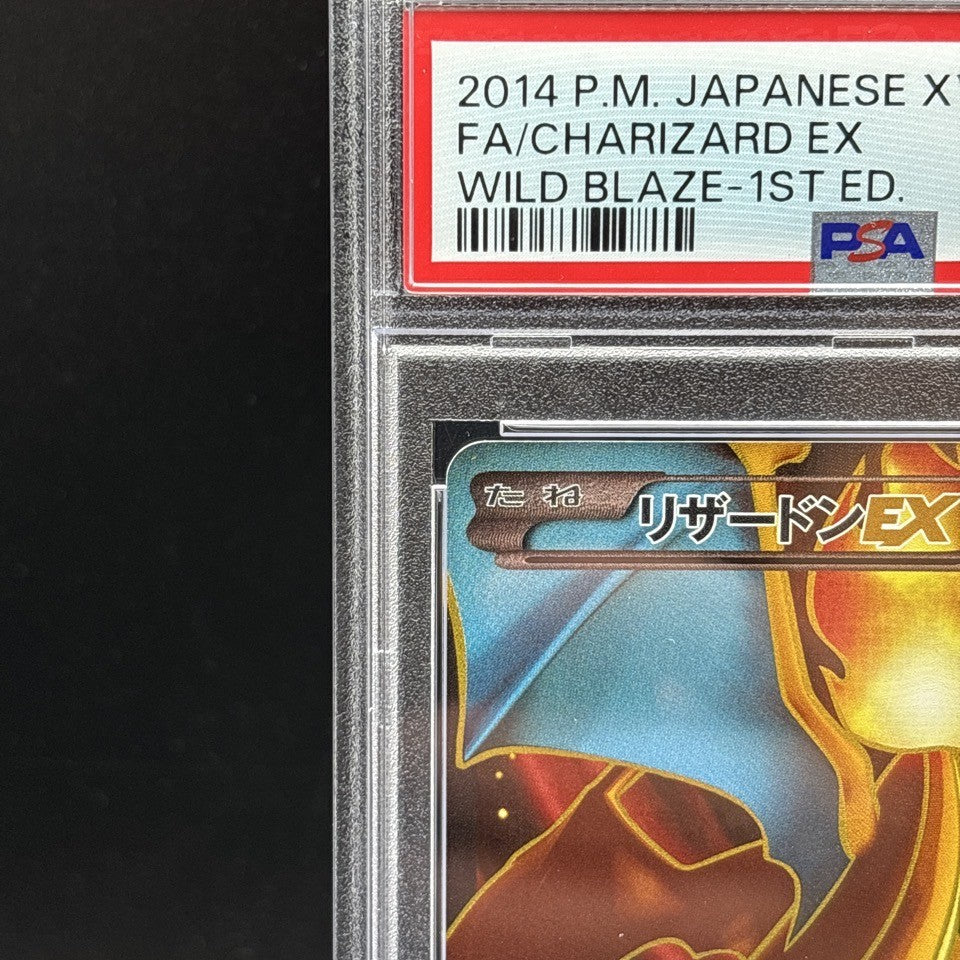 2014 P.M. JAPANESE XY
FA/CHARIZARD EX
WILD BLAZE-1ST ED.
PSA
たね
リザードンEX